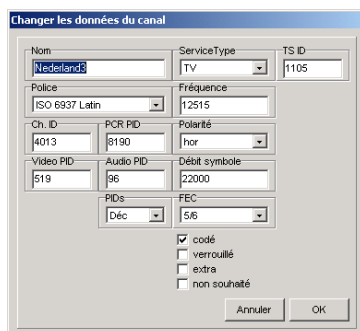 Changer les données du canal
Nom ServiceType TS ID
Nederland3 TV 1105
Police Fréquence
ISO 6937 Latin 12515
Ch. ID PCR PID Polarité
4013 8190 hor
Video PID Audio PID Débit symbole
519 96 22000
PIDs FEC
Déc 5/6
codé
verrouillé
extra
non souhaité
Annuler OK